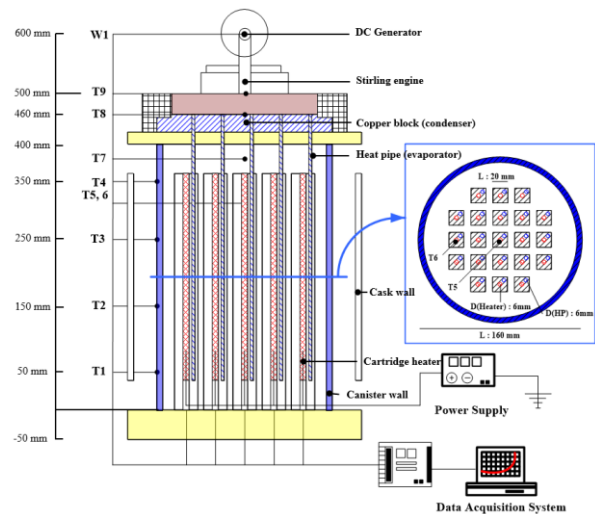 600 mm
W1
DC Generator
Stirling engine
500 mm
T9
460 mm
T8
Copper block (condenser)
400 mm
T7
Heat pipe (evaporator)
350 mm
T4
T5, 6
250 mm
T3
150 mm
T2
50 mm
T1
-50 mm
Cask wall
Cartridge heater
Canister wall
L : 20 mm
T6
T5
D(Heater) : 6mm
D(HP) : 6mm
L : 160 mm
Power Supply
Data Acquisition System